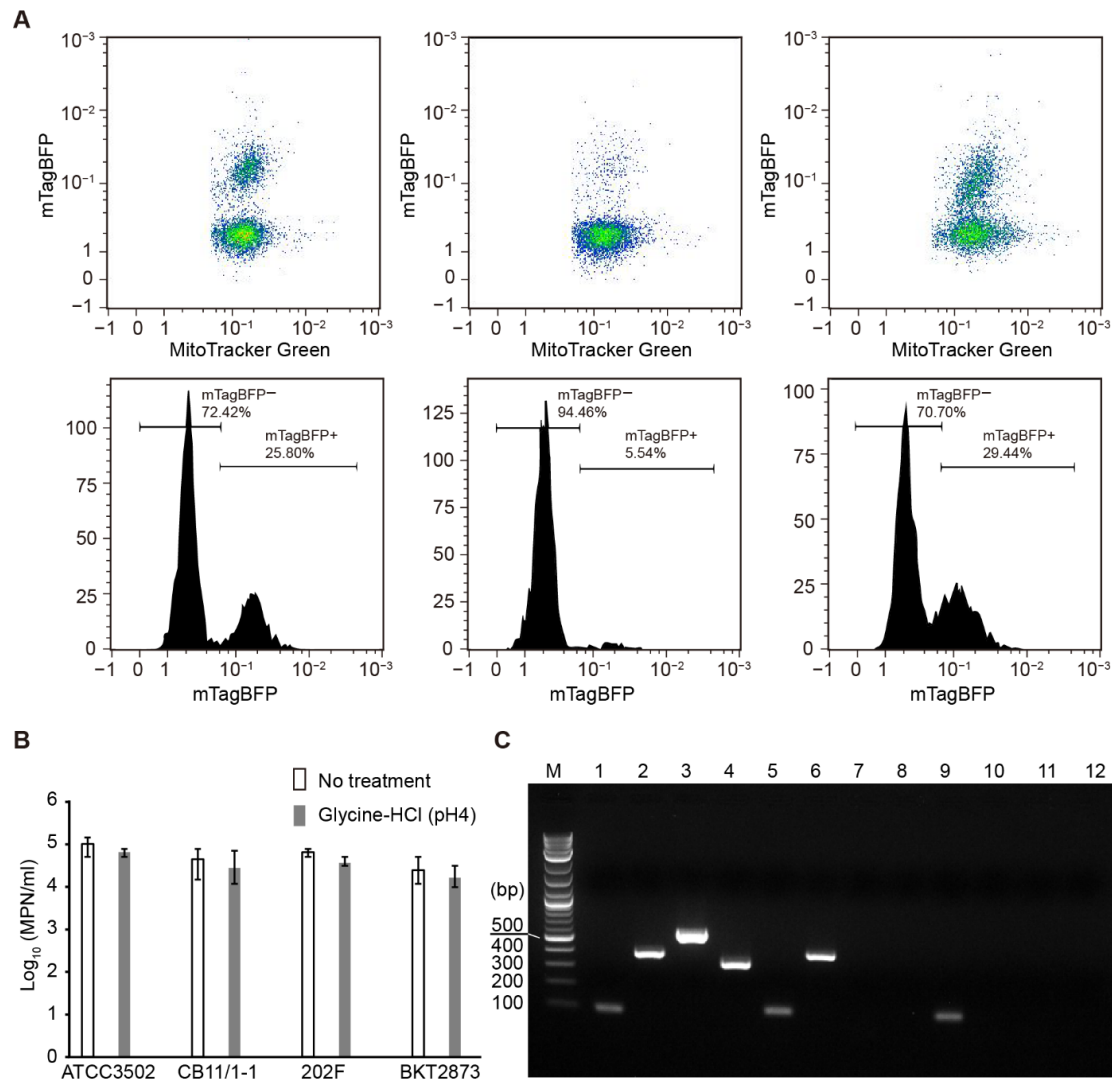 A
10⁻³
10⁻²
10⁻¹
1
0
−1
mTagBFP
−1 0 1 10⁻¹ 10⁻² 10⁻³
MitoTracker Green
10⁻³
10⁻²
10⁻¹
1
0
−1
mTagBFP
−1 0 1 10⁻¹ 10⁻² 10⁻³
MitoTracker Green
10⁻³
10⁻²
10⁻¹
1
0
−1
mTagBFP
−1 0 1 10⁻¹ 10⁻² 10⁻³
MitoTracker Green
mTagBFP−
72.42%
mTagBFP+
25.80%
100
75
50
25
0
−1 0 1 10⁻¹ 10⁻² 10⁻³
mTagBFP
mTagBFP−
94.46%
mTagBFP+
5.54%
125
100
75
50
25
0
−1 0 1 10⁻¹ 10⁻² 10⁻³
mTagBFP
mTagBFP−
70.70%
mTagBFP+
29.44%
100
75
50
25
0
−1 0 1 10⁻¹ 10⁻² 10⁻³
mTagBFP
B
No treatment
Glycine-HCl (pH4)
Log₁₀ (MPN/ml)
6
5
4
3
2
1
0
ATCC3502 CB11/1-1 202F BKT2873
C
M 1 2 3 4 5 6 7 8 9 10 11 12
(bp)
500
400
300
200
100